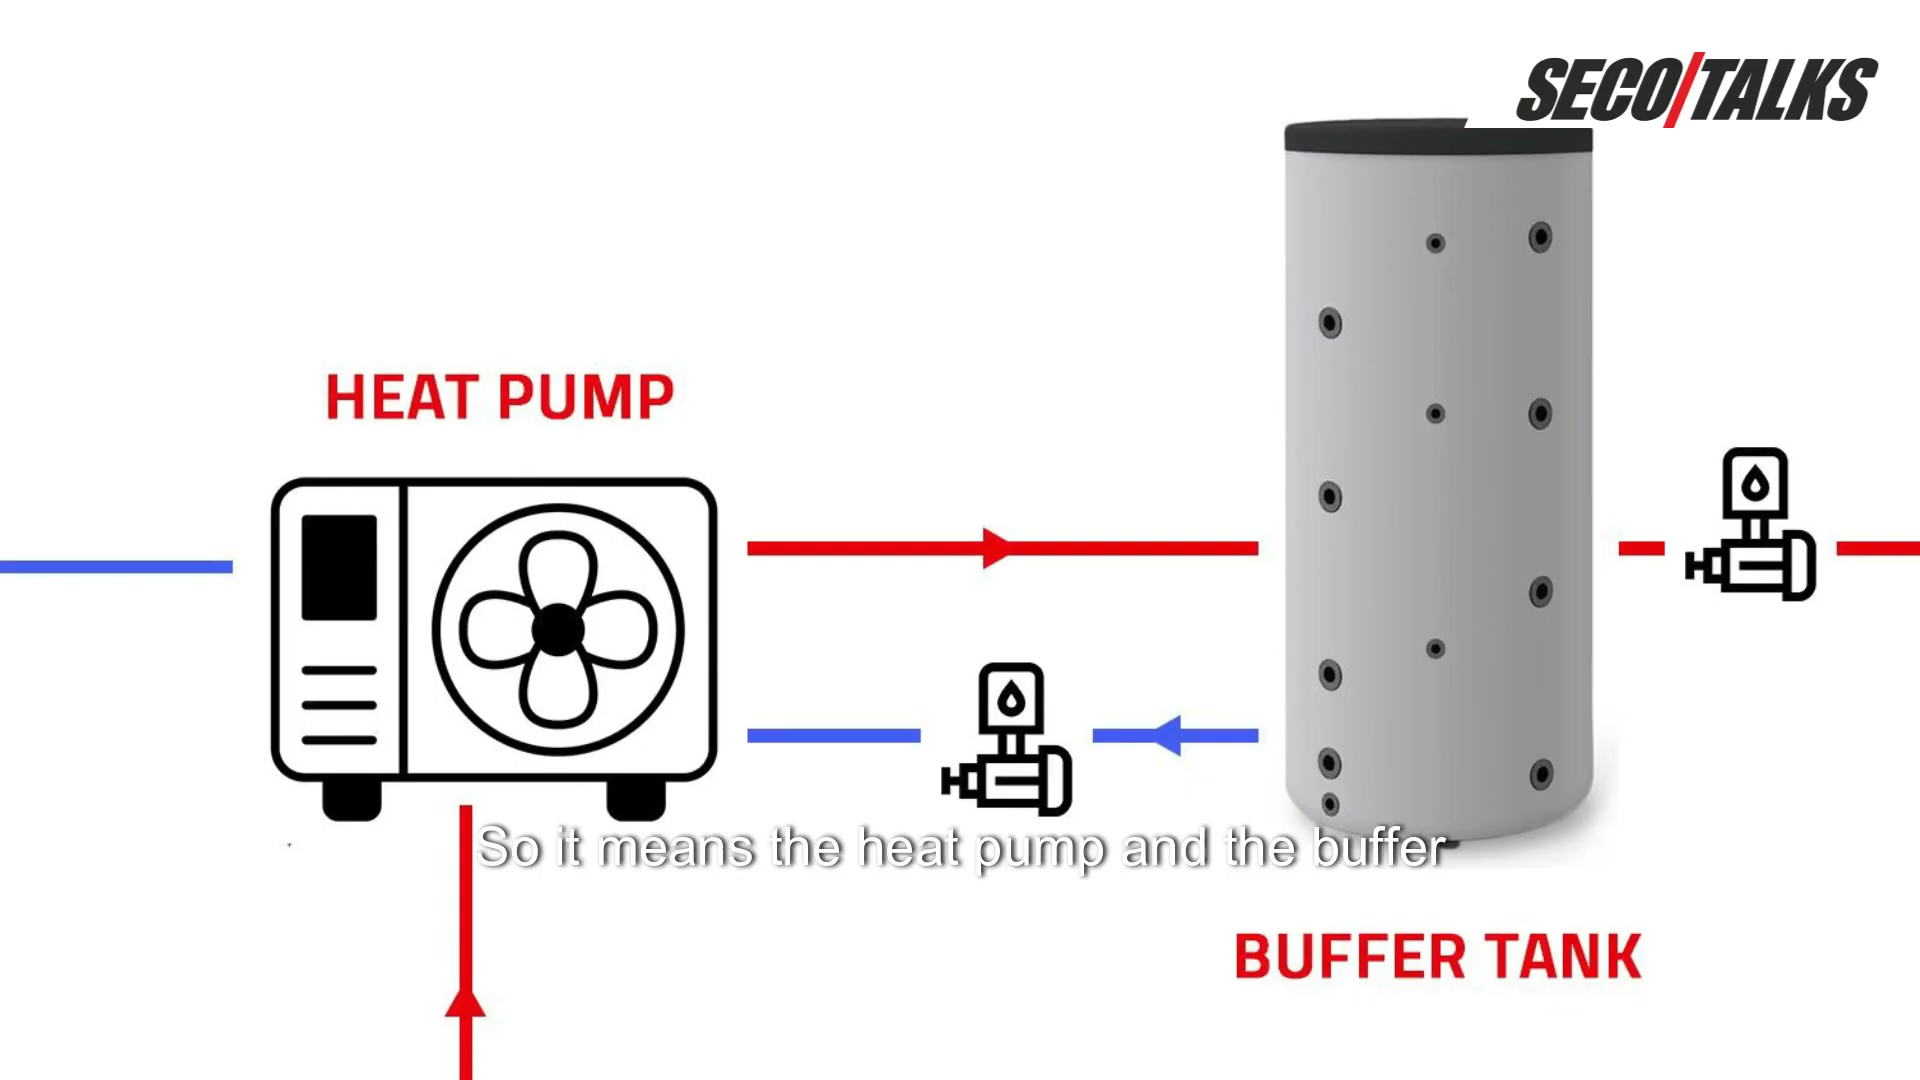 SECO/TALKS
HEAT PUMP
So it means the heat pump and the buffer
BUFFER TANK